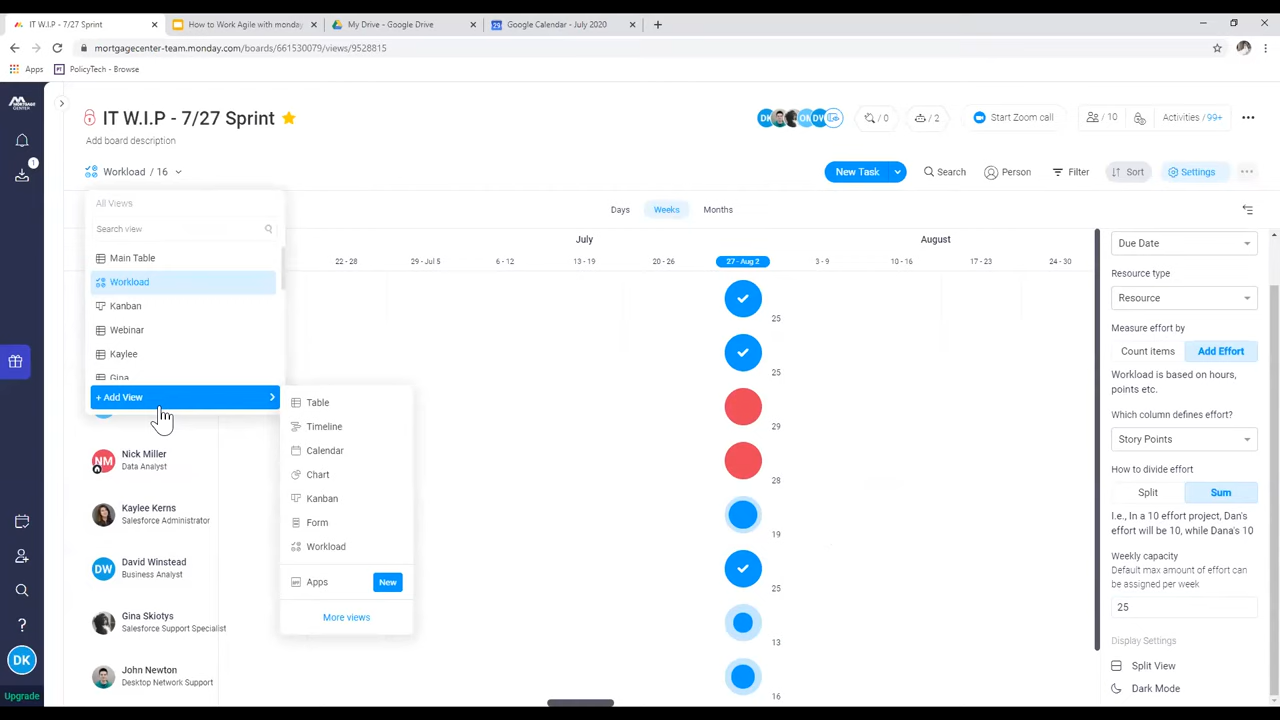 IT W.I.P - 7/27 Sprint
How to Work Agile with monday
My Drive - Google Drive
Google Calendar - July 2020
mortgagecenter-team.monday.com/boards/661530079/views/9528815
Apps
PolicyTech - Browse
MORTGAGE CENTER
IT W.I.P - 7/27 Sprint
DK
DV
/ 0
/ 2
Start Zoom call
/ 10
Activities / 99+
Add board description
Workload / 16
New Task
Search
Person
Filter
Sort
Settings
1
All Views
Search view
Main Table
Workload
Kanban
Webinar
Kaylee
Gina
+ Add View
Table
Timeline
Calendar
Chart
Kanban
Form
Workload
Apps
New
More views
Days
Weeks
Months
July
August
22 - 28
29 - Jul 5
6 - 12
13 - 19
20 - 26
27 - Aug 2
3 - 9
10 - 16
17 - 23
24 - 30
25
25
29
28
19
25
13
16
NM
Nick Miller
Data Analyst
Kaylee Kerns
Salesforce Administrator
DW
David Winstead
Business Analyst
Gina Skiotys
Salesforce Support Specialist
John Newton
Desktop Network Support
Due Date
Resource type
Resource
Measure effort by
Count items
Add Effort
Workload is based on hours,
points etc.
Which column defines effort?
Story Points
How to divide effort
Split
Sum
I.e., In a 10 effort project, Dan's
effort will be 10, while Dana's 10
Weekly capacity
Default max amount of effort can
be assigned per week
25
Display Settings
Split View
Dark Mode
?
DK
Upgrade